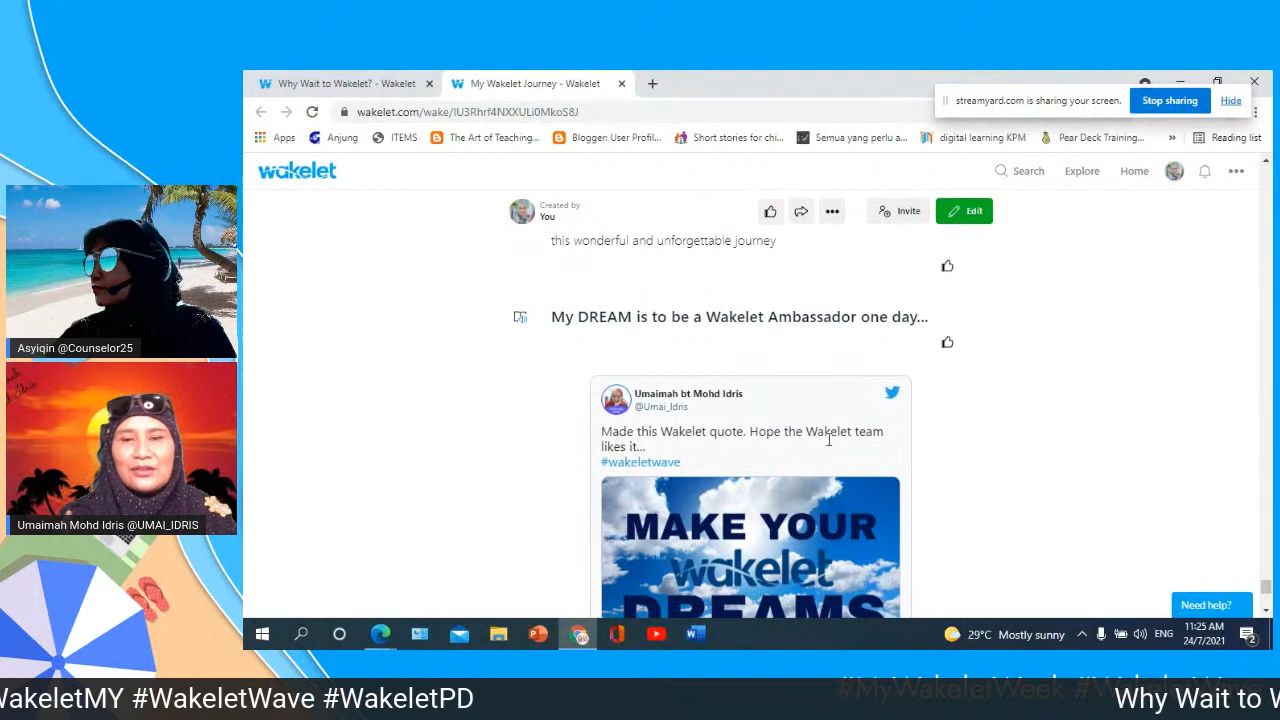 Why Wait to Wakelet? - Wakelet
My Wakelet Journey - Wakelet
streamyard.com is sharing your screen.
Stop sharing
Hide
wakelet.com/wake/IU3Rhrf4NXXULi0MkoS8J
Apps
Anjung
ITEMS
The Art of Teaching...
Blogger: User Profil...
Short stories for chi...
Semua yang perlu a...
digital learning KPM
Pear Deck Training...
»
Reading list
wakelet
Search
Explore
Home
Created by
You
Invite
Edit
this wonderful and unforgettable journey
My DREAM is to be a Wakelet Ambassador one day...
Umaimah bt Mohd Idris
@Umai_Idris
Made this Wakelet quote. Hope the Wakelet team
likes it...
#wakeletwave
MAKE YOUR
wakelet
DREAMS
Need help?
Asyiqin @Counselor25
Umaimah Mohd Idris @UMAI_IDRIS
29°C Mostly sunny
ENG
11:25 AM
24/7/2021
2
#MyWakeletWeek #WakeletWave
WakeletMY #WakeletWave #WakeletPD
Why Wait to W